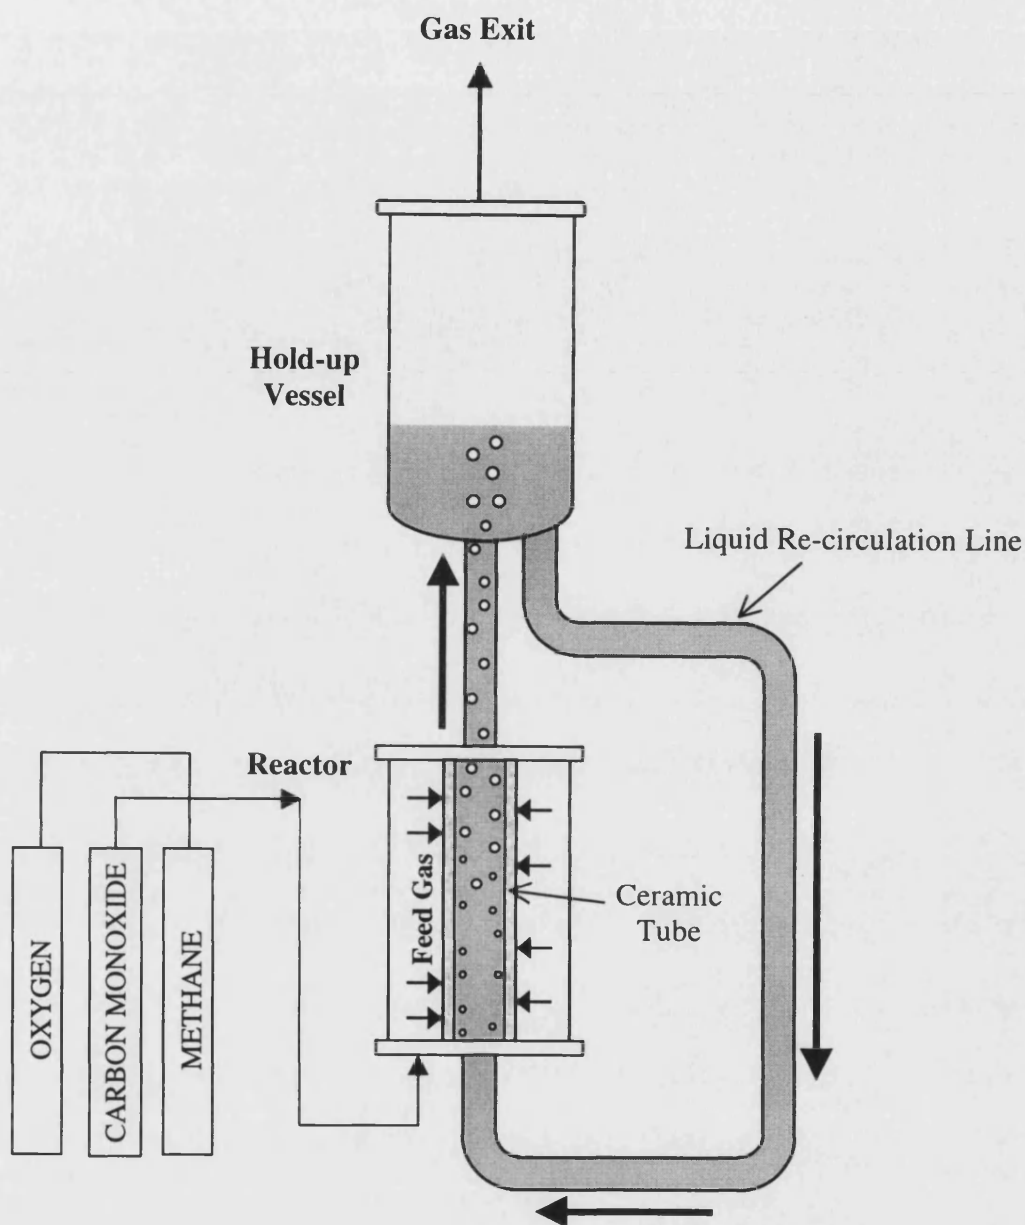 Gas Exit
Hold-up
Vessel
Liquid Re-circulation Line
Reactor
Feed Gas
Ceramic
Tube
OXYGEN
CARBON MONOXIDE
METHANE